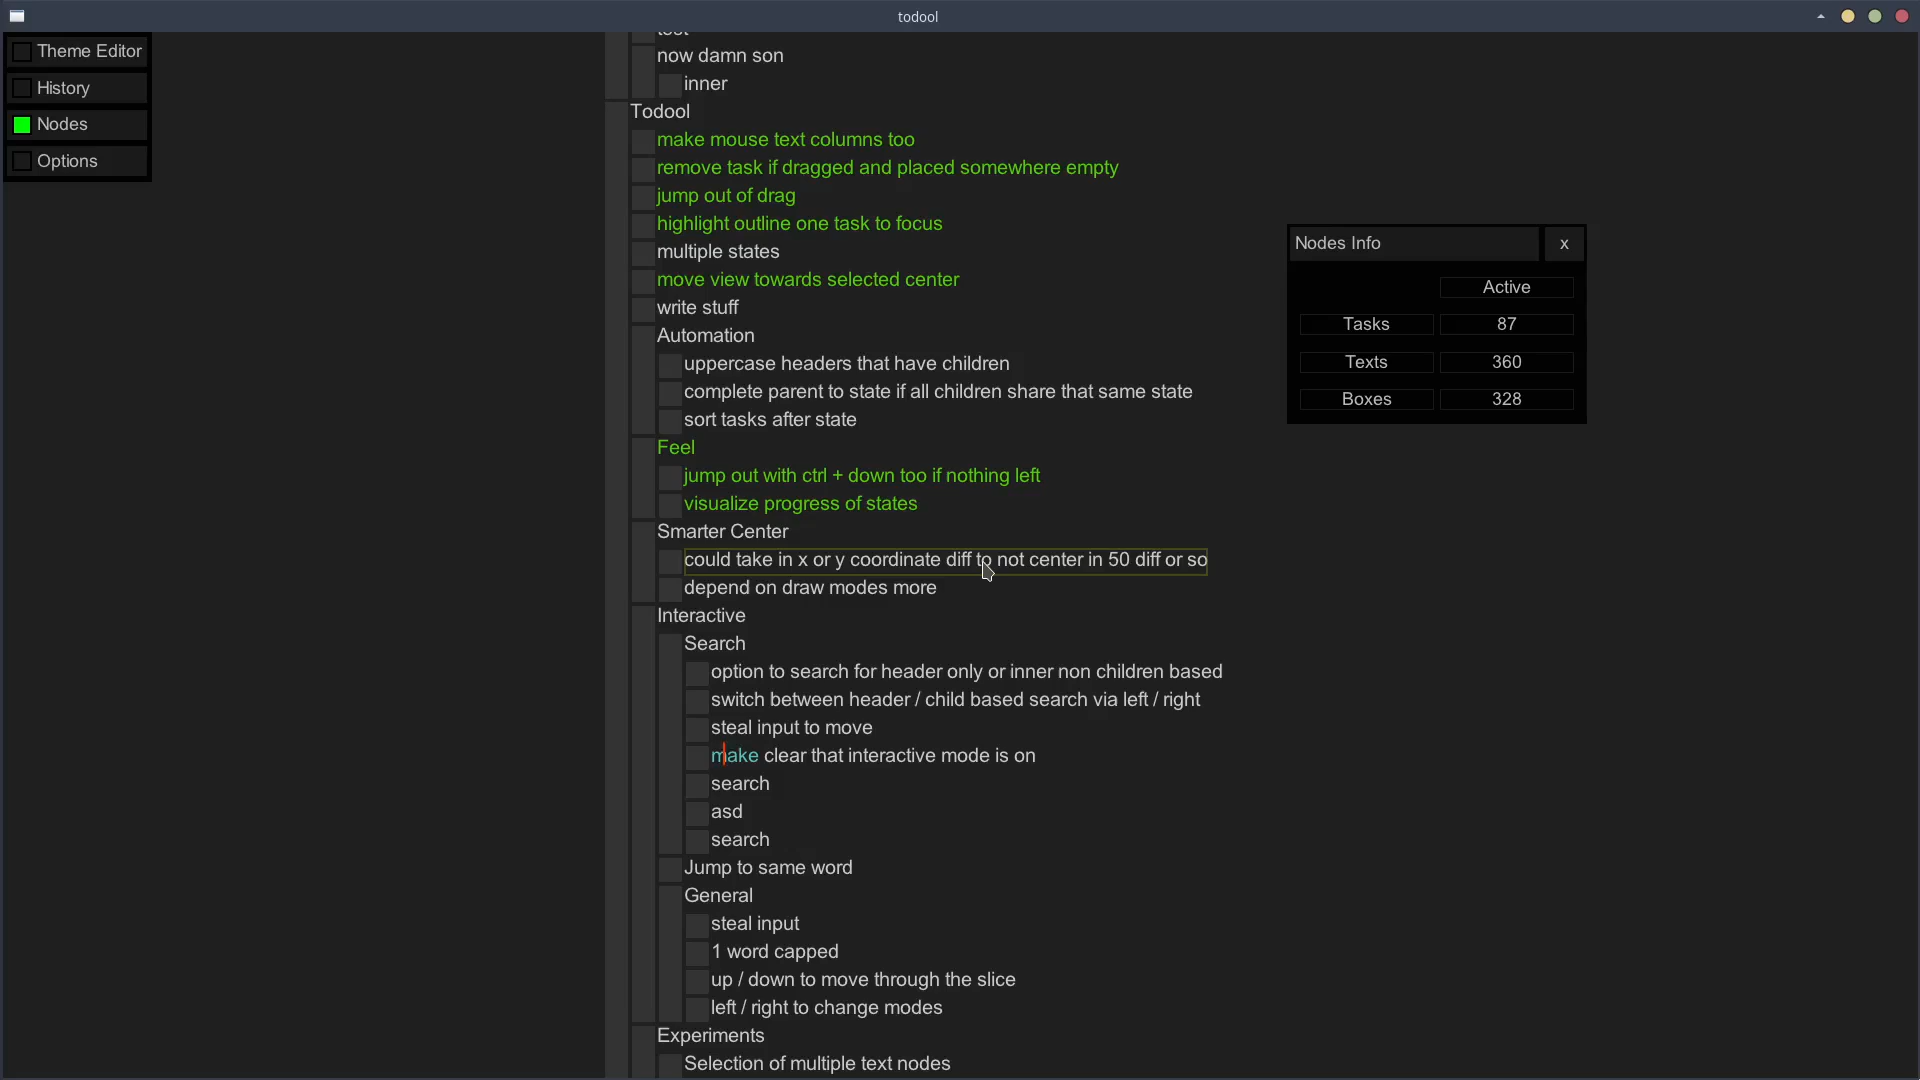 todool
Theme Editor
History
Nodes
Options
test
now damn son
inner
Todool
make mouse text columns too
remove task if dragged and placed somewhere empty
jump out of drag
highlight outline one task to focus
multiple states
move view towards selected center
write stuff
Automation
uppercase headers that have children
complete parent to state if all children share that same state
sort tasks after state
Feel
jump out with ctrl + down too if nothing left
visualize progress of states
Smarter Center
could take in x or y coordinate diff to not center in 50 diff or so
depend on draw modes more
Interactive
Search
option to search for header only or inner non children based
switch between header / child based search via left / right
steal input to move
make clear that interactive mode is on
search
asd
search
Jump to same word
General
steal input
1 word capped
up / down to move through the slice
left / right to change modes
Experiments
Selection of multiple text nodes
Nodes Info x
Active
Tasks 87
Texts 360
Boxes 328